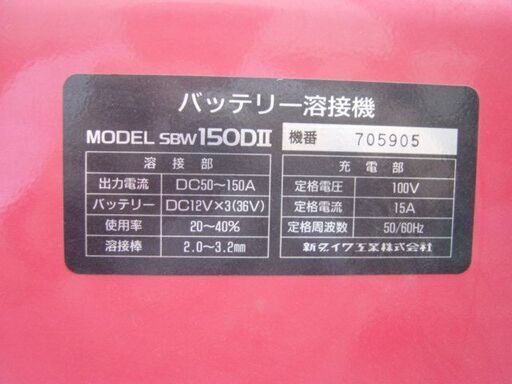 バッテリー溶接機
MODEL SBW150DⅡ
機番 705905
溶接部
出力電流 DC50〜150A
バッテリー DC12V×3(36V)
使用率 20〜40%
溶接棒 2.0〜3.2mm
充電部
定格電圧 100V
定格電流 15A
定格周波数 50/60Hz
新ダイワ工業株式会社